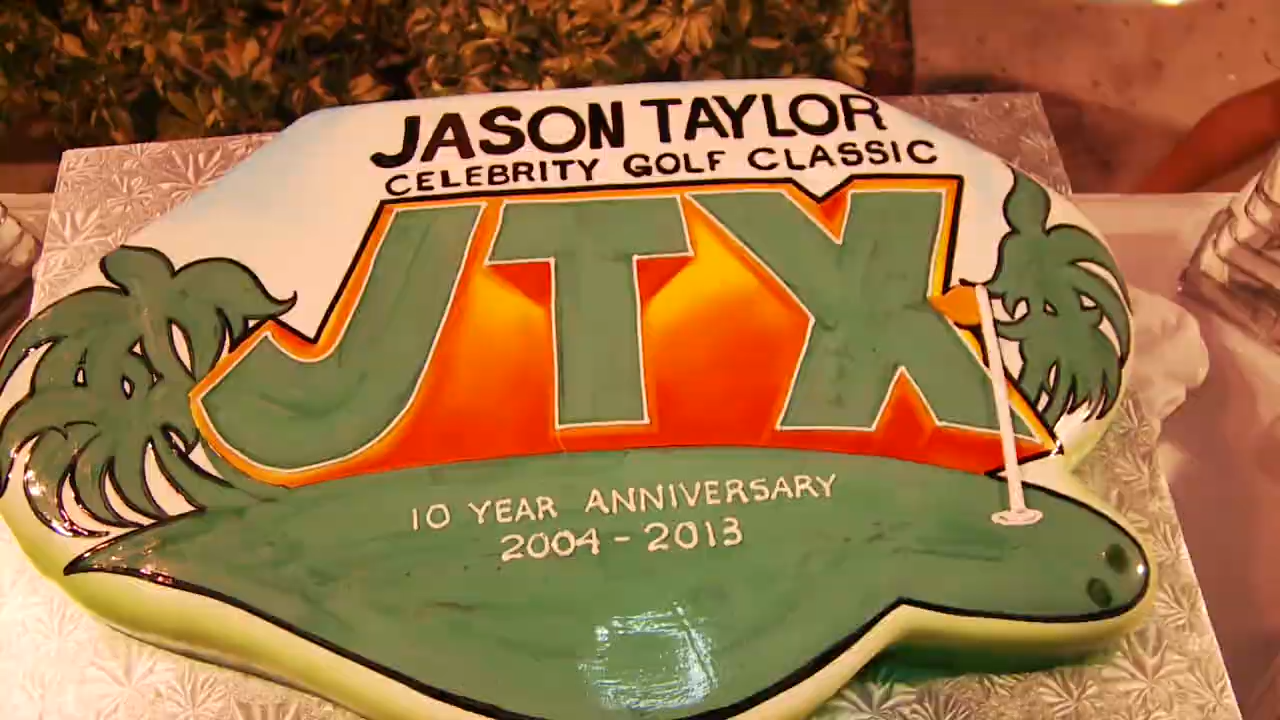 JASON TAYLOR
CELEBRITY GOLF CLASSIC
JTX
10 YEAR ANNIVERSARY
2004-2013